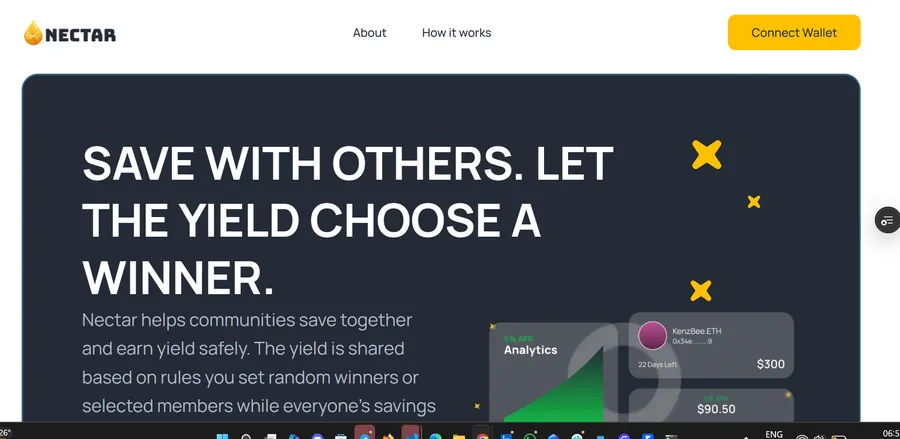 NECTAR
About
How it works
Connect Wallet
SAVE WITH OTHERS. LET
THE YIELD CHOOSE A
WINNER.
Nectar helps communities save together
and earn yield safely. The yield is shared
based on rules you set random winners or
selected members while everyone's savings
Analytics
KenzBee.ETH
22 Days Left
$300
$90.50
26°
ENG